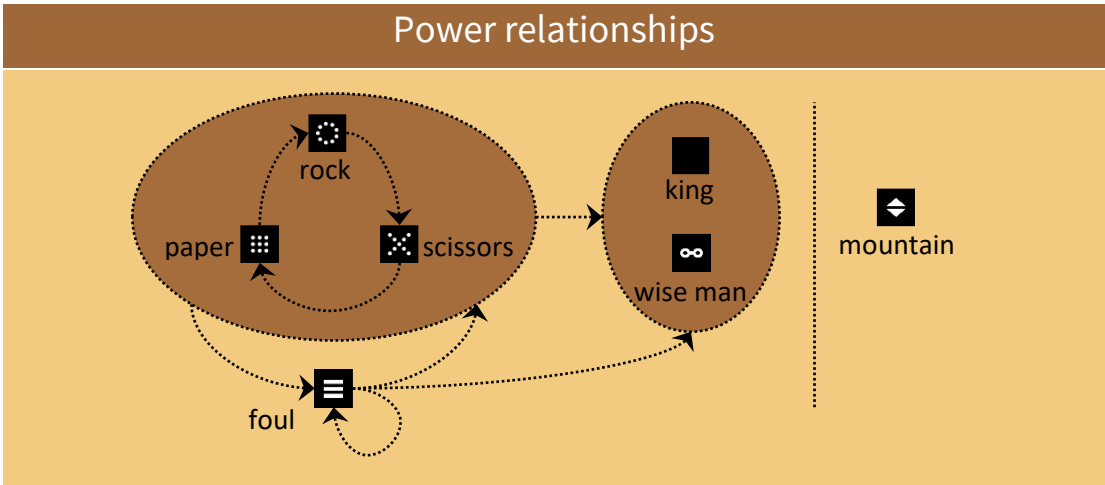 Power relationships
rock
king
paper
scissors
mountain
wise man
foul